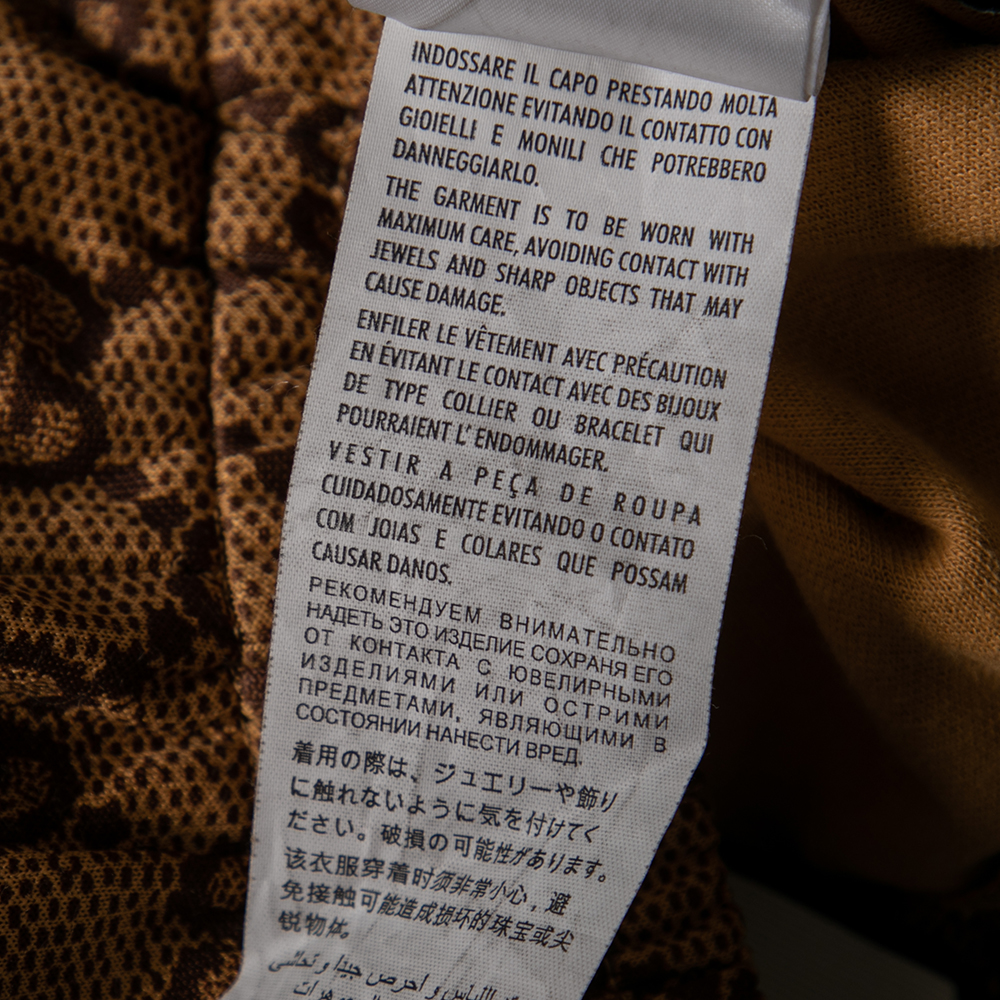 INDOSSARE IL CAPO PRESTANDO MOLTA
ATTENZIONE EVITANDO IL CONTATTO CON
GIOIELLI E MONILI CHE POTREBBERO
DANNEGGIARLO.
THE GARMENT IS TO BE WORN WITH
MAXIMUM CARE, AVOIDING CONTACT WITH
JEWELS AND SHARP OBJECTS THAT MAY
CAUSE DAMAGE.
ENFILER LE VÊTEMENT AVEC PRÉCAUTION
EN ÉVITANT LE CONTACT AVEC DES BIJOUX
DE TYPE COLLIER OU BRACELET QUI
POURRAIENT L'ENDOMMAGER.
VESTIR A PEÇA DE ROUPA
CUIDADOSAMENTE EVITANDO O CONTATO
COM JOIAS E COLARES QUE POSSAM
CAUSAR DANOS.
РЕКОМЕНДУЕМ ВНИМАТЕЛЬНО
НАДЕТЬ ЭТО ИЗДЕЛИЕ СОХРАНЯ ЕГО
ОТ КОНТАКТА С ЮВЕЛИРНЫМИ
ИЗДЕЛИЯМИ ИЛИ ОСТРИМИ
ПРЕДМЕТАМИ, ЯВЛЯЮЩИМИ В
СОСТОЯНИИ НАНЕСТИ ВРЕД.
着用の際は、ジュエリーや飾り
に触れないように気を付けてく
ださい。破損の可能性があります。
该衣服穿着时须非常小心，避
免接触可能造成损坏的珠宝或尖
锐物体。
اللباس و احرص جيدا و تحاشى